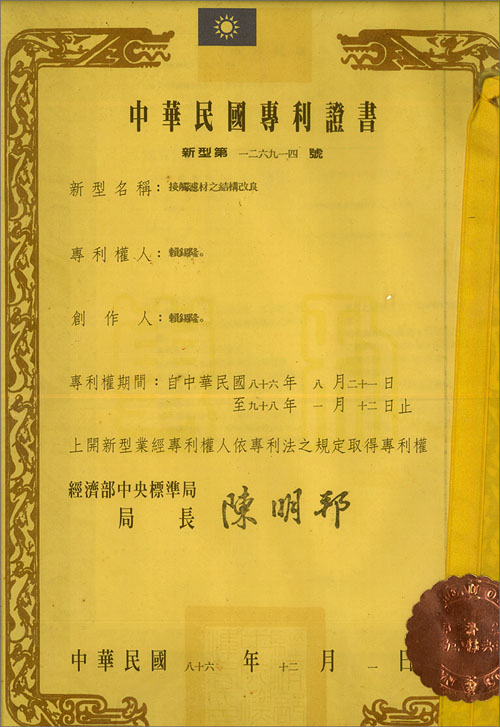 中華民國專利證書
新型第 一二六九一四 號
新型名稱：接觸濾材之結構改良
專利權人：賴錫隆。
創作人：賴錫隆。
專利權期間：自中華民國八十六年 八 月二十一日
至九十八年 一 月 十二日止
上開新型業經專利權人依專利法之規定取得專利權
經濟部中央標準局
局長 陳明邦
中華民國 八十六 年 十二 月 一 日